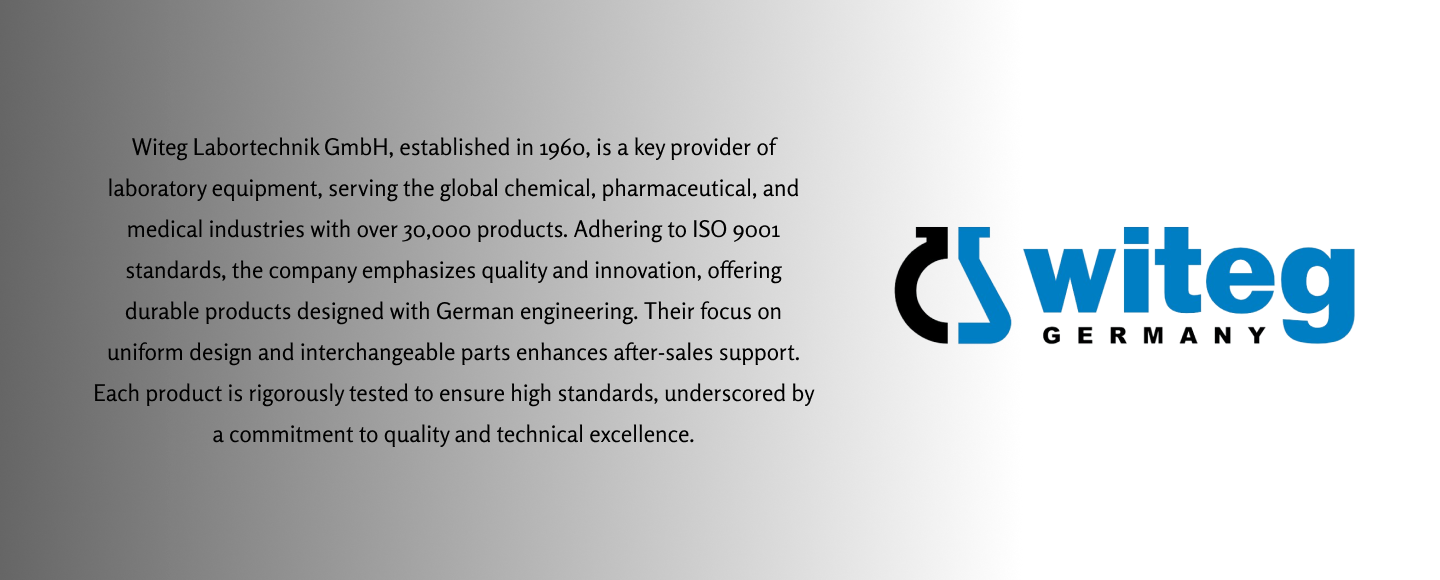 Witeg Labortechnik GmbH, established in 1960, is a key provider of
laboratory equipment, serving the global chemical, pharmaceutical, and
medical industries with over 30,000 products. Adhering to ISO 9001
standards, the company emphasizes quality and innovation, offering
durable products designed with German engineering. Their focus on
uniform design and interchangeable parts enhances after-sales support.
Each product is rigorously tested to ensure high standards, underscored by
a commitment to quality and technical excellence.
witeg
GERMANY